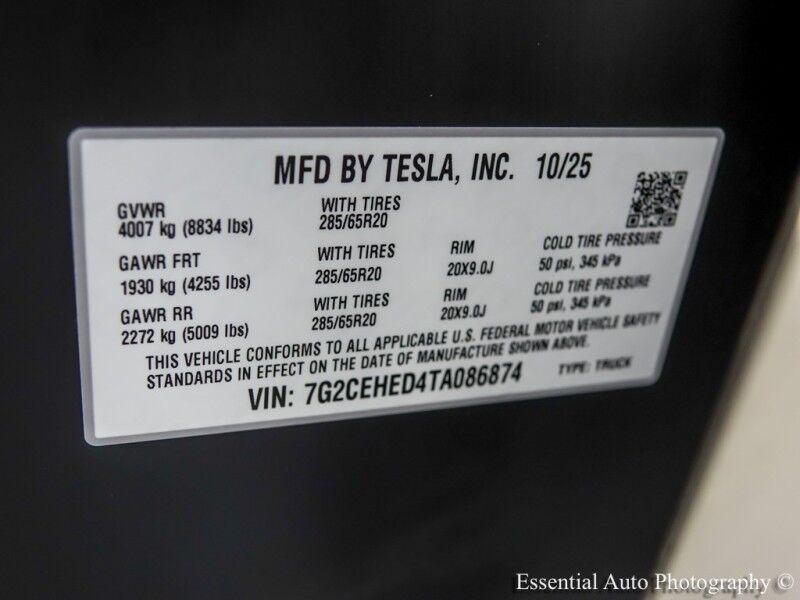 MFD BY TESLA, INC. 10/25
GVWR
4007 kg (8834 lbs)
WITH TIRES
285/65R20
GAWR FRT
1930 kg (4255 lbs)
WITH TIRES
285/65R20
RIM
20X9.0J
COLD TIRE PRESSURE
50 psi, 345 kPa
GAWR RR
2272 kg (5009 lbs)
WITH TIRES
285/65R20
RIM
20X9.0J
COLD TIRE PRESSURE
50 psi, 345 kPa
THIS VEHICLE CONFORMS TO ALL APPLICABLE U.S. FEDERAL MOTOR VEHICLE SAFETY
STANDARDS IN EFFECT ON THE DATE OF MANUFACTURE SHOWN ABOVE.
VIN: 7G2CEHED4TA086874
TYPE: TRUCK
Essential Auto Photography ©